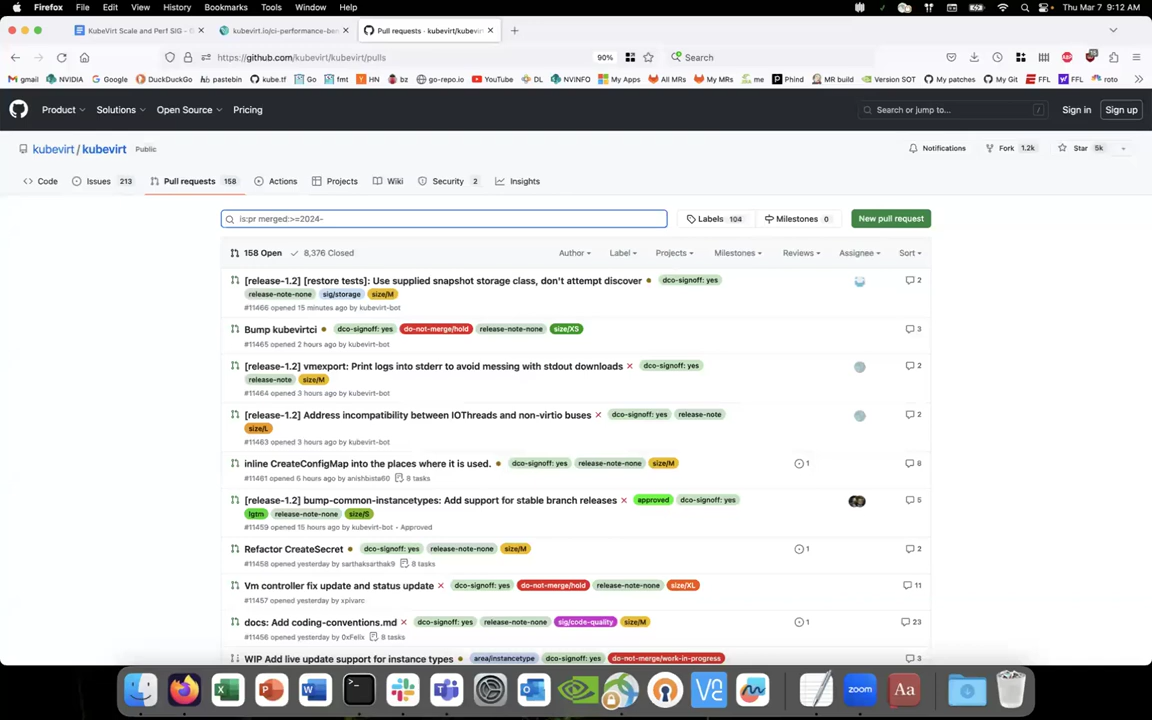 Firefox File Edit View History Bookmarks Tools Window Help Thu Mar 7 9:12 AM
KubeVirt Scale and Perf SIG - kubevirt.io/ci-performance-ben Pull requests · kubevirt/kubevirt
https://github.com/kubevirt/kubevirt/pulls 90% Search
gmail NVIDIA Google DuckDuckGo pastebin kube.tf Go fmt HN bz go-repo.io YouTube DL NVINFO My Apps All MRs My MRs me Phind MR build Version SOT My patches My Git FFL FFL roto
Product Solutions Open Source Pricing Search or jump to... / Sign in Sign up
kubevirt / kubevirt Public Notifications Fork 1.2k Star 5k
Code Issues 213 Pull requests 158 Actions Projects Wiki Security 2 Insights
is:pr merged:>=2024- Labels 104 Milestones 0 New pull request
158 Open 8,376 Closed Author Label Projects Milestones Reviews Assignee Sort
[release-1.2] [restore tests]: Use supplied snapshot storage class, don't attempt discover dco-signoff: yes 2
release-note-none sig/storage size/M
#11466 opened 15 minutes ago by kubevirt-bot
Bump kubevirtci dco-signoff: yes do-not-merge/hold release-note-none size/XS 3
#11465 opened 2 hours ago by kubevirt-bot
[release-1.2] vmexport: Print logs into stderr to avoid messing with stdout downloads dco-signoff: yes 2
release-note size/M
#11464 opened 3 hours ago by kubevirt-bot
[release-1.2] Address incompatibility between IOThreads and non-virtio buses dco-signoff: yes release-note 2
size/L
#11463 opened 3 hours ago by kubevirt-bot
inline CreateConfigMap into the places where it is used. dco-signoff: yes release-note-none size/M 1 8
#11461 opened 6 hours ago by anishbista60 8 tasks
[release-1.2] bump-common-instancetypes: Add support for stable branch releases approved dco-signoff: yes 5
lgtm release-note-none size/S
#11459 opened 15 hours ago by kubevirt-bot - Approved
Refactor CreateSecret dco-signoff: yes release-note-none size/M 1 2
#11458 opened yesterday by sarthaksarthak9 8 tasks
Vm controller fix update and status update dco-signoff: yes do-not-merge/hold release-note-none size/XL 11
#11457 opened yesterday by xpivarc
docs: Add coding-conventions.md dco-signoff: yes release-note-none sig/code-quality size/M 1 23
#11456 opened yesterday by 0xFelix 8 tasks
WIP Add live update support for instance types area/instancetype dco-signoff: yes do-not-merge/work-in-progress 3
zoom Aa